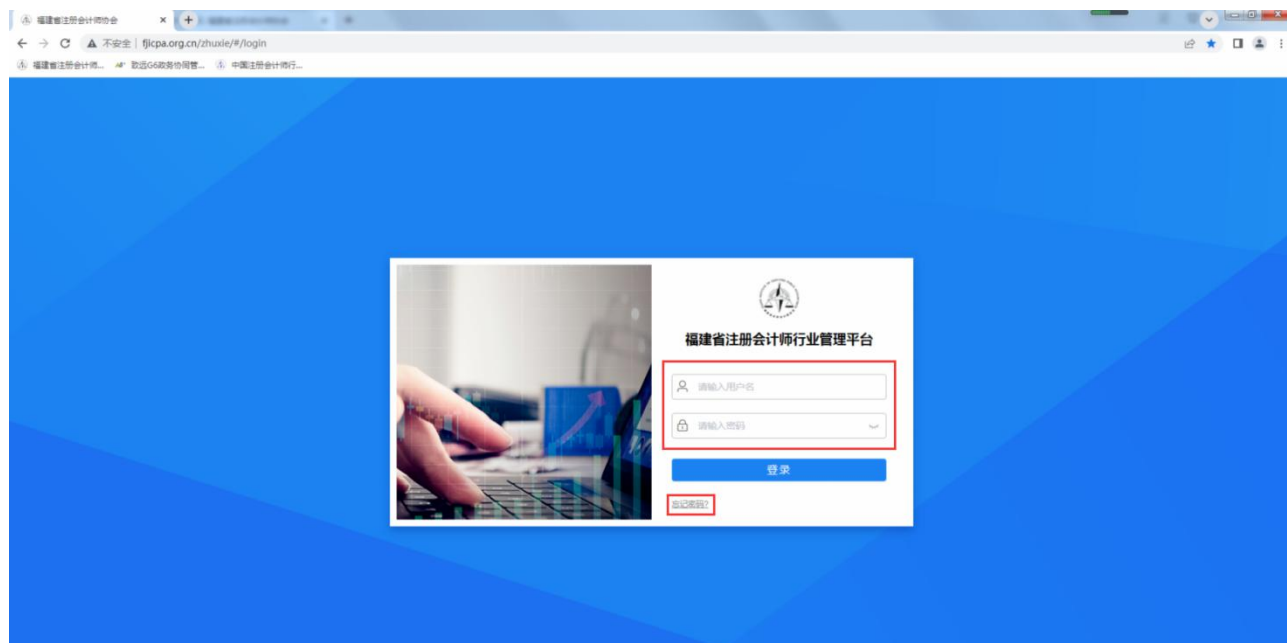 福建省注册会计师协会
不安全 | fjicpa.org.cn/zhuxie/#/login
福建省注册会计师... 致远G6政务协同管... 中国注册会计师行...
福建省注册会计师行业管理平台
请输入用户名
请输入密码
登录
忘记密码?